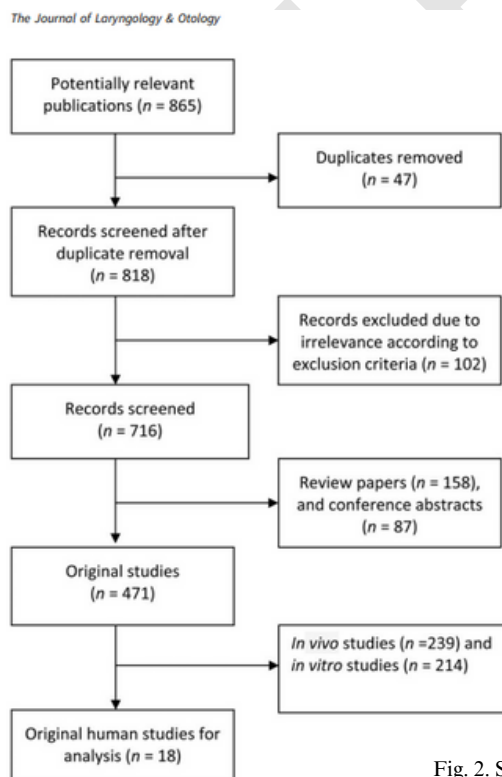 The Journal of Laryngology & Otology
Potentially relevant
publications (n = 865)
Duplicates removed
(n = 47)
Records screened after
duplicate removal
(n = 818)
Records excluded due to
irrelevance according to
exclusion criteria (n = 102)
Records screened
(n = 716)
Review papers (n = 158),
and conference abstracts
(n = 87)
Original studies
(n = 471)
In vivo studies (n =239) and
in vitro studies (n = 214)
Original human studies for
analysis (n = 18)
Fig. 2. S